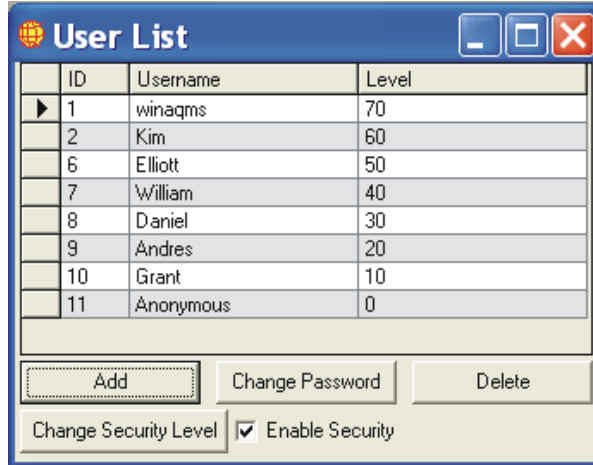 User List
ID Username Level
1 winaqms 70
2 Kim 60
6 Elliott 50
7 William 40
8 Daniel 30
9 Andres 20
10 Grant 10
11 Anonymous 0
Add Change Password Delete
Change Security Level Enable Security